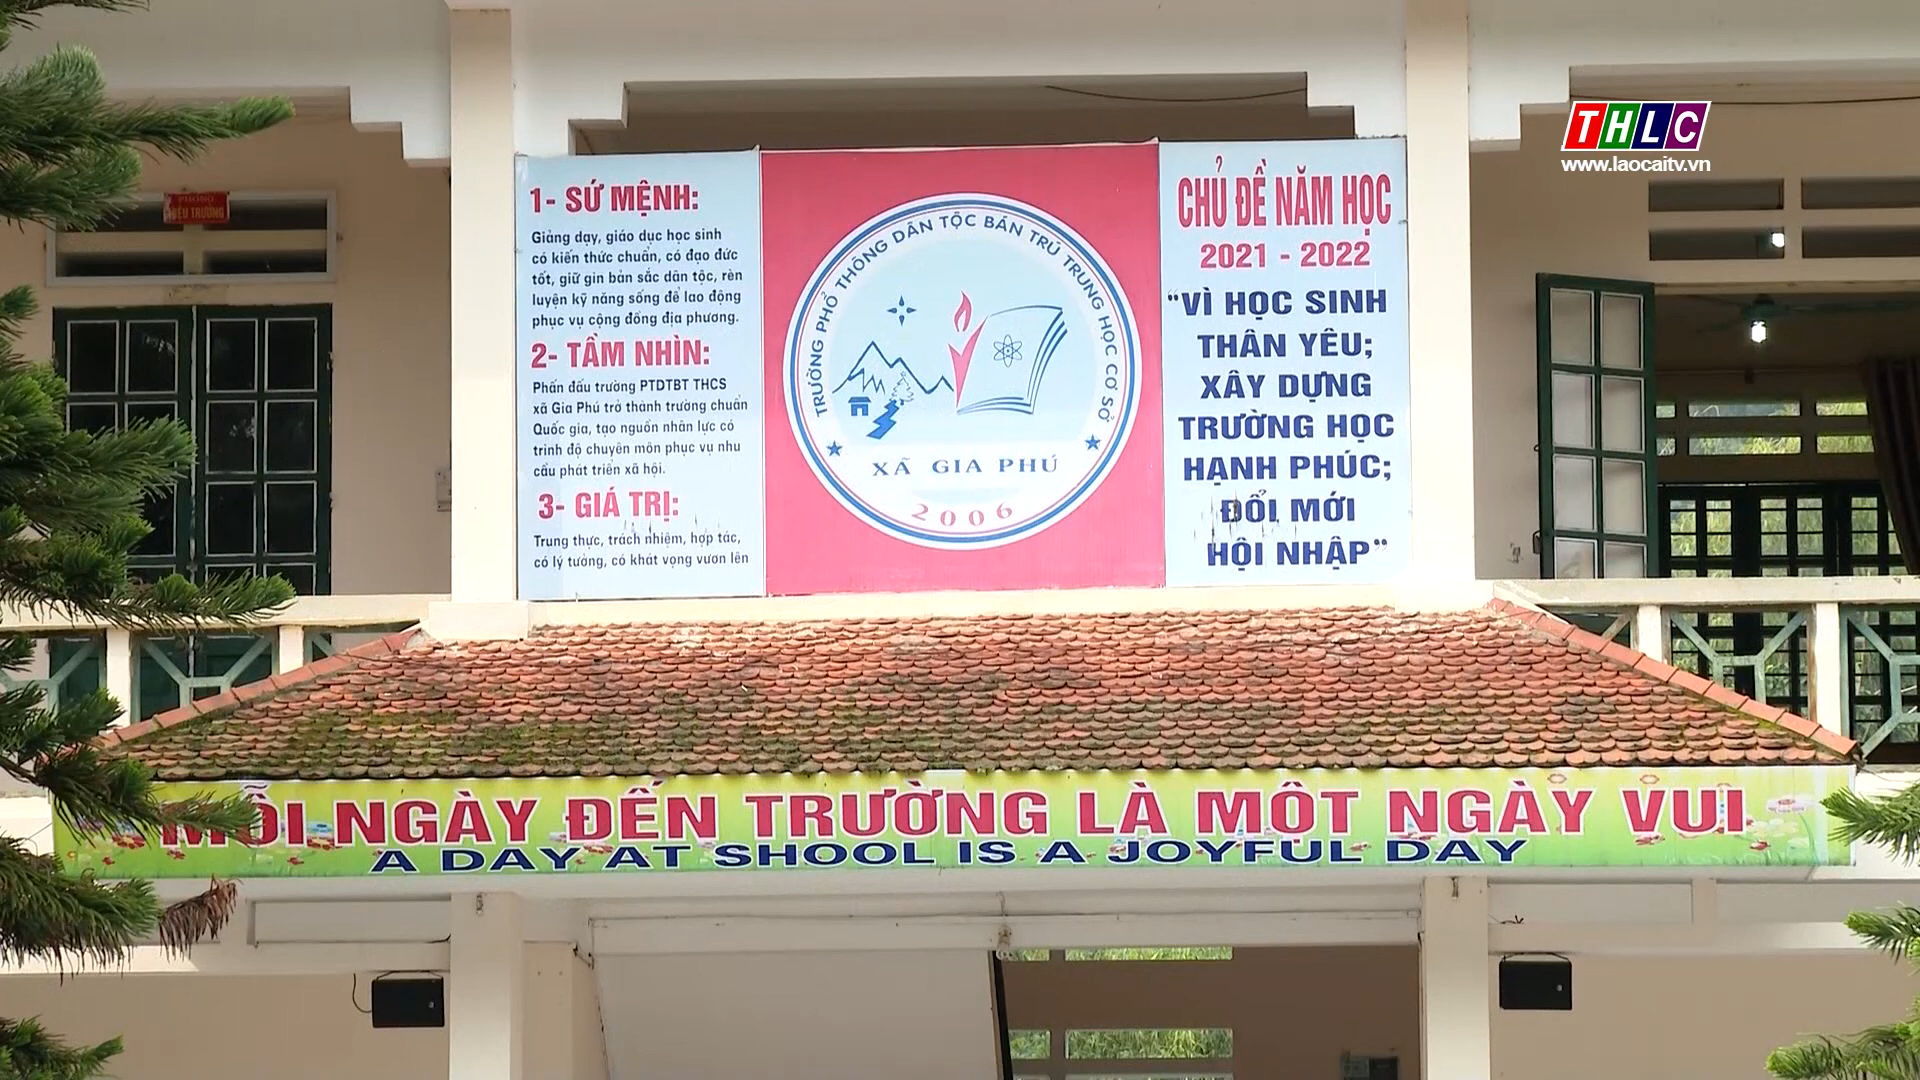 THLC
www.laocaitv.vn
PHÒNG
HIỆU TRƯỞNG
1- SỨ MỆNH:
Giảng dạy, giáo dục học sinh
có kiến thức chuẩn, có đạo đức
tốt, giữ gin bản sắc dân tộc, rèn
luyện kỹ năng sống để lao động
phục vụ cộng đồng địa phương.
2- TẦM NHÌN:
Phấn đấu trường PTDTBT THCS
xã Gia Phú trở thành trường chuẩn
Quốc gia, tạo nguồn nhân lực có
trình độ chuyên môn phục vụ nhu
cầu phát triển xã hội.
3- GIÁ TRỊ:
Trung thực, trách nhiệm, hợp tác,
có lý tưởng, có khát vọng vươn lên
TRƯỜNG PHỔ THÔNG DÂN TỘC BÁN TRÚ TRUNG HỌC CƠ SỞ
XÃ GIA PHÚ
2006
CHỦ ĐỀ NĂM HỌC
2021 - 2022
"VÌ HỌC SINH
THÂN YÊU;
XÂY DỰNG
TRƯỜNG HỌC
HẠNH PHÚC;
ĐỔI MỚI
HỘI NHẬP"
MỖI NGÀY ĐẾN TRƯỜNG LÀ MỘT NGÀY VUI
A DAY AT SHOOL IS A JOYFUL DAY